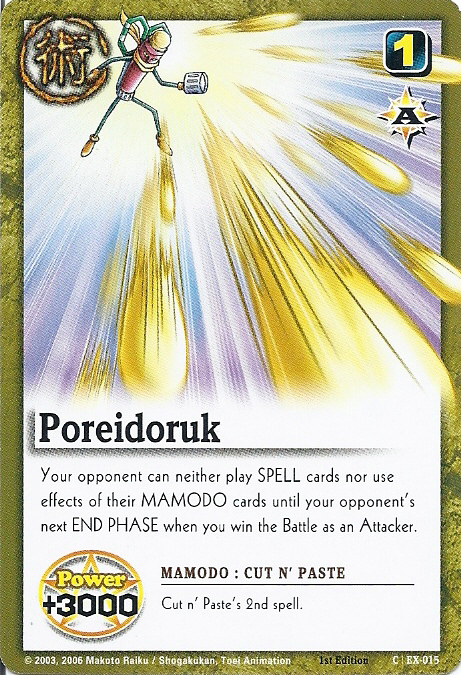 術
1
A
Poreidoruk
Your opponent can neither play SPELL cards nor use
effects of their MAMODO cards until your opponent's
next END PHASE when you win the Battle as an Attacker.
Power
+3000
MAMODO : CUT N' PASTE
Cut n' Paste's 2nd spell.
© 2003, 2006 Makoto Reiku / Shogakukan, Toei Animation 1st Edition C | EX-015